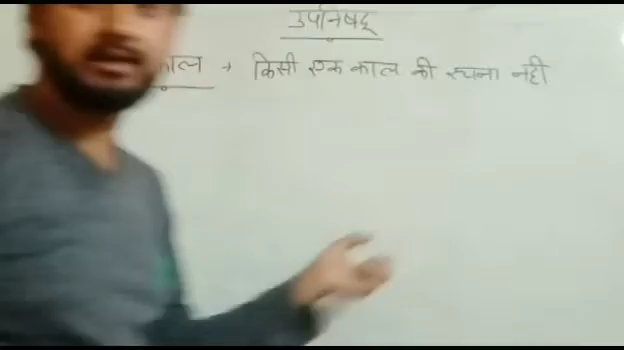 उपनिषद्
काल → किसी एक काल की रचना नही